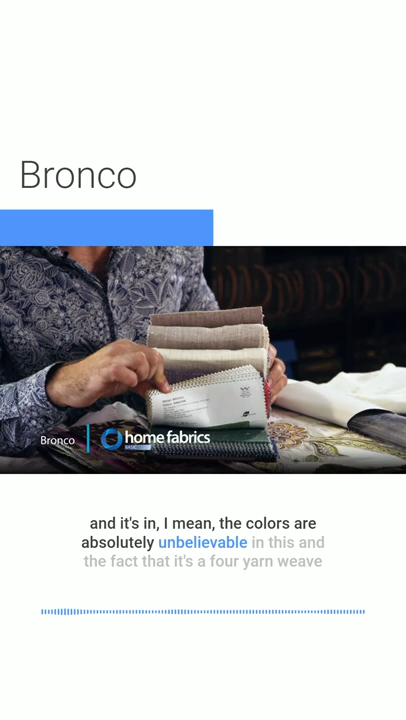 Bronco
Bronco
home fabrics
and it's in, I mean, the colors are
absolutely unbelievable in this and
the fact that it's a four yarn weave